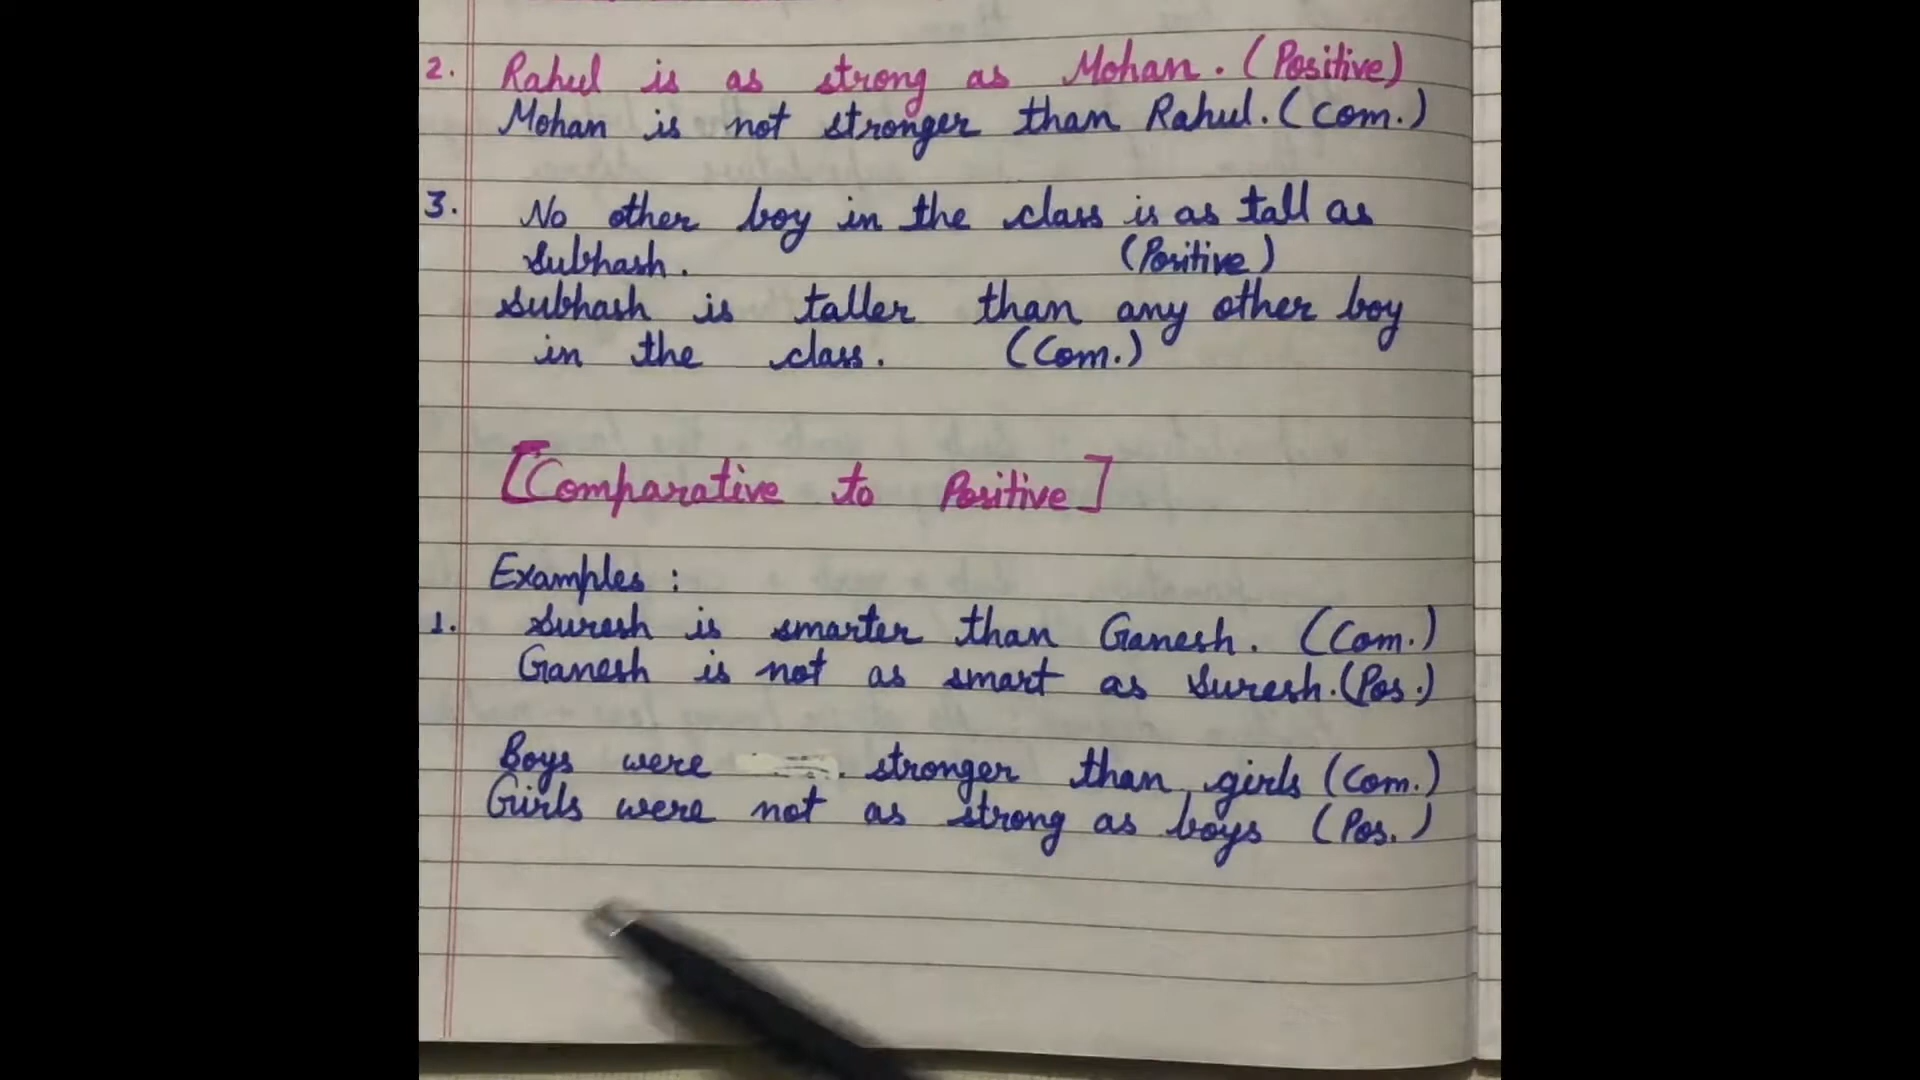 2. Rahul is as strong as Mohan. (Positive)
Mohan is not stronger than Rahul. (Com.)
3. No other boy in the class is as tall as
Subhash. (Positive)
Subhash is taller than any other boy
in the class. (Com.)
[Comparative to Positive]
Examples :
1. Suresh is smarter than Ganesh. (Com.)
Ganesh is not as smart as Suresh. (Pos.)
Boys were stronger than girls (Com.)
Girls were not as strong as boys (Pos.)